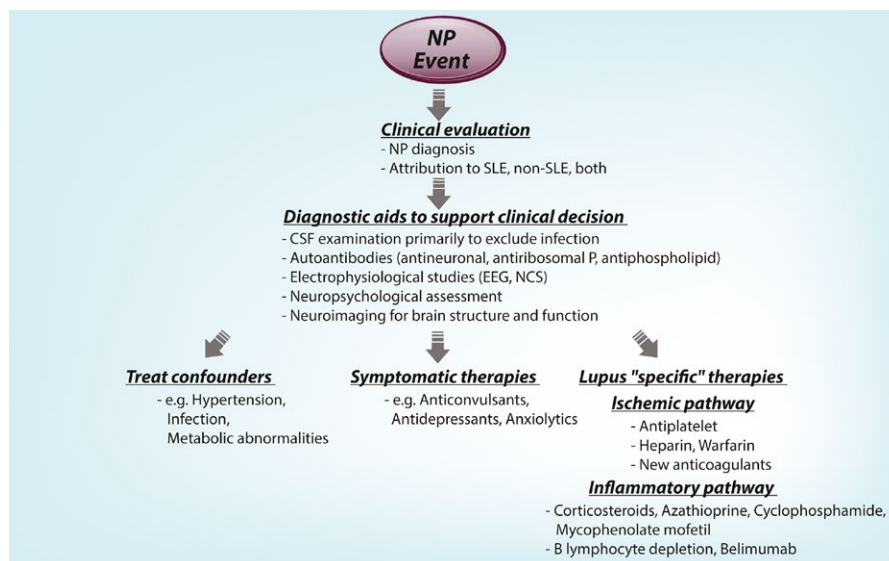 NP
Event
Clinical evaluation
- NP diagnosis
- Attribution to SLE, non-SLE, both
Diagnostic aids to support clinical decision
- CSF examination primarily to exclude infection
- Autoantibodies (antineuronal, antiribosomal P, antiphospholipid)
- Electrophysiological studies (EEG, NCS)
- Neuropsychological assessment
- Neuroimaging for brain structure and function
Treat confounders
- e.g. Hypertension,
Infection,
Metabolic abnormalities
Symptomatic therapies
- e.g. Anticonvulsants,
Antidepressants, Anxiolytics
Lupus "specific" therapies
Ischemic pathway
- Antiplatelet
- Heparin, Warfarin
- New anticoagulants
Inflammatory pathway
- Corticosteroids, Azathioprine, Cyclophosphamide,
Mycophenolate mofetil
- B lymphocyte depletion, Belimumab